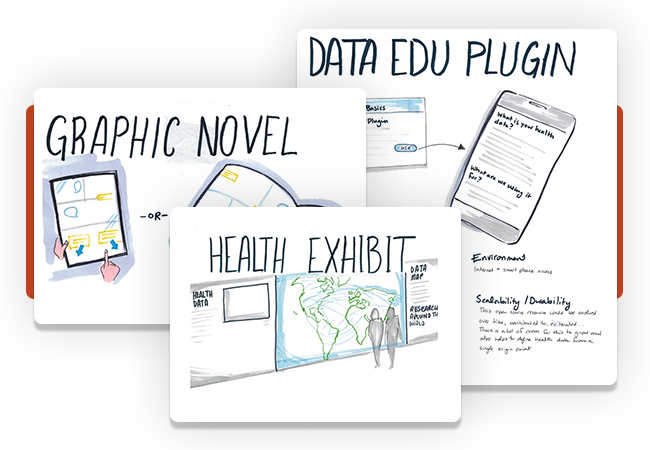 DATA EDU PLUGIN
Basics
Plugin
USE
What is your health
data?
What are we using it
for?
Environment
Internet + smart phone access
Scalability / Durability
This open source resource could be evolved
over time, contributed to, reiterated...
There is a lot of room for this to grow and
also helps to define health data from a
single origin point.
GRAPHIC NOVEL
-OR-
HEALTH EXHIBIT
HEALTH
DATA
DATA
MAP
RESEARCH
AROUND THE
WORLD